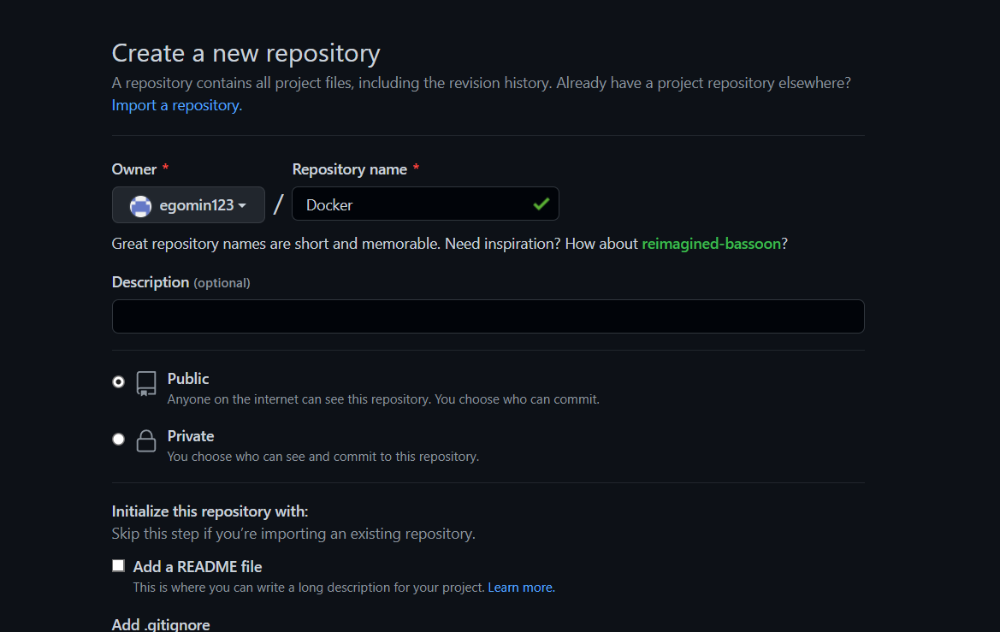 Create a new repository
A repository contains all project files, including the revision history. Already have a project repository elsewhere?
Import a repository.
Owner * Repository name *
egomin123 / Docker
Great repository names are short and memorable. Need inspiration? How about reimagined-bassoon?
Description (optional)
Public
Anyone on the internet can see this repository. You choose who can commit.
Private
You choose who can see and commit to this repository.
Initialize this repository with:
Skip this step if you’re importing an existing repository.
Add a README file
This is where you can write a long description for your project. Learn more.
Add .gitignore